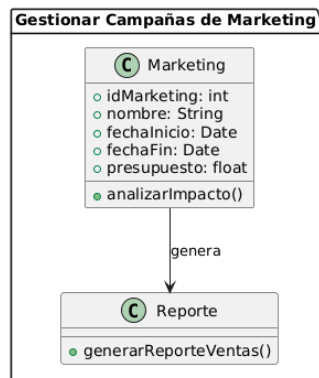 Gestionar Campañas de Marketing
C Marketing
idMarketing: int
nombre: String
fechaInicio: Date
fechaFin: Date
presupuesto: float
analizarImpacto()
genera
C Reporte
generarReporteVentas()